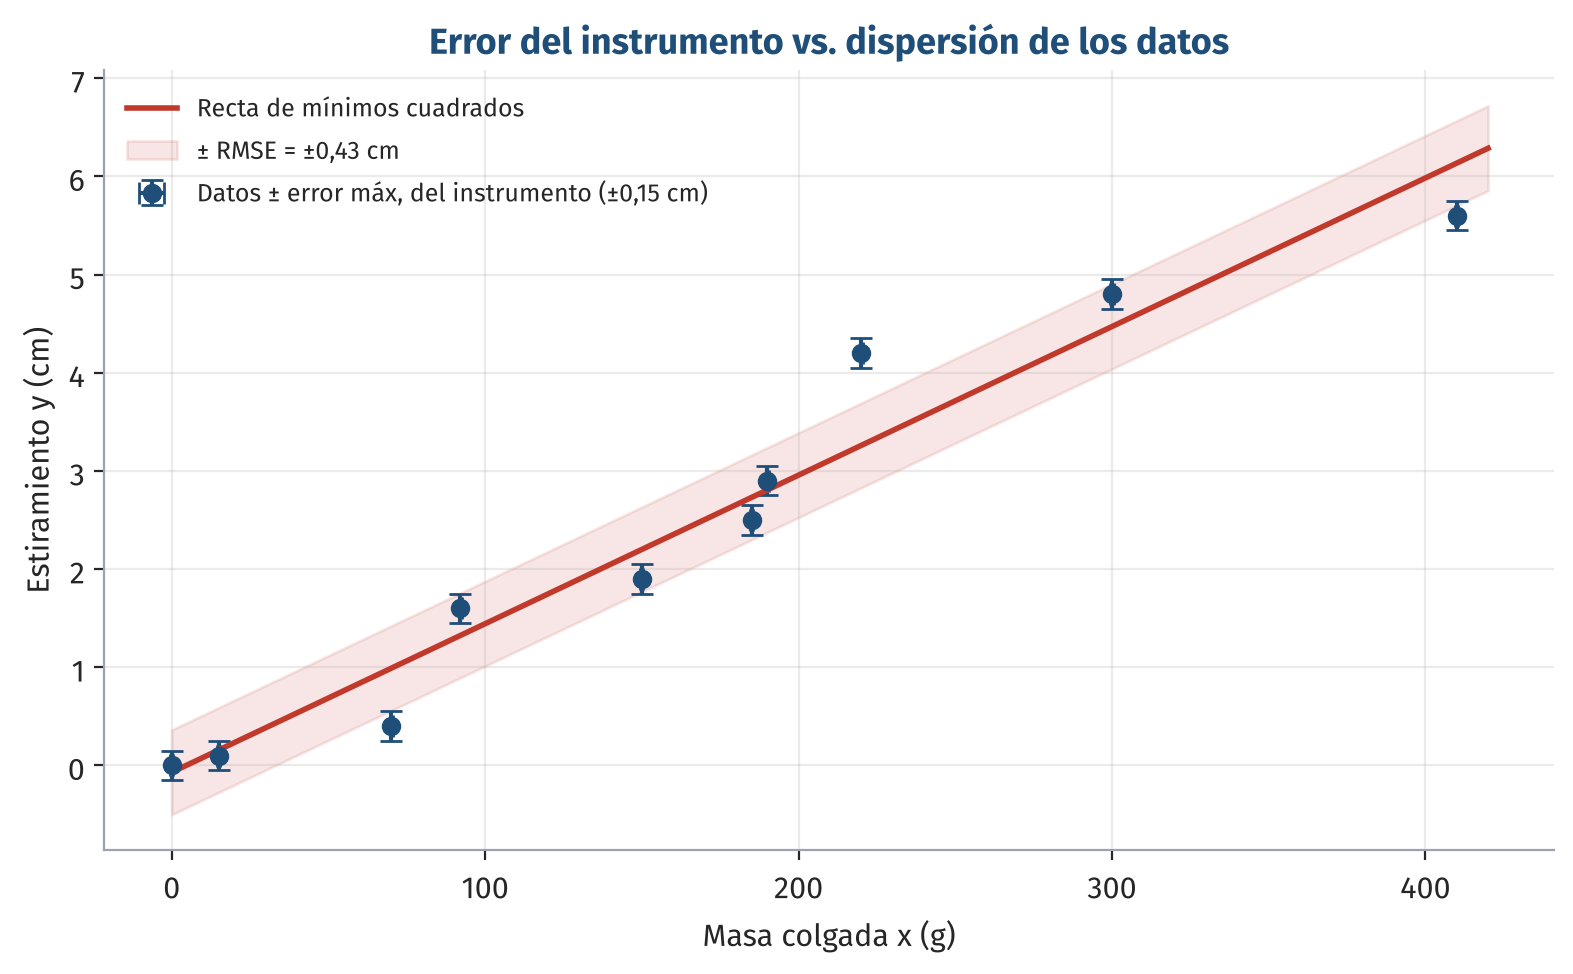 Error del instrumento vs. dispersión de los datos
Recta de mínimos cuadrados
± RMSE = ±0,43 cm
Datos ± error máx, del instrumento (±0,15 cm)
Estiramiento y (cm)
7
6
5
4
3
2
1
0
0 100 200 300 400
Masa colgada x (g)